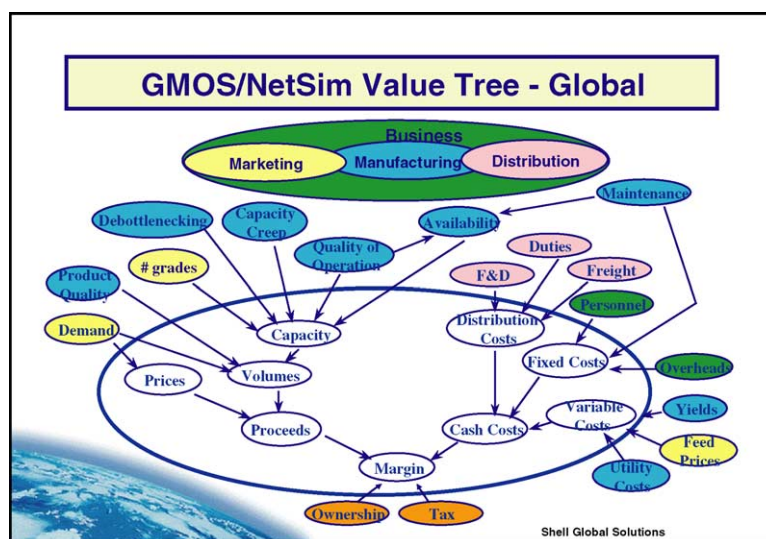 GMOS/NetSim Value Tree - Global
Business
Marketing
Manufacturing
Distribution
Debottlenecking
Capacity
Creep
Availability
Maintenance
Quality of
Operation
Duties
# grades
F&D
Freight
Product
Quality
Personnel
Demand
Capacity
Distribution
Costs
Fixed Costs
Overheads
Prices
Volumes
Variable
Costs
Yields
Proceeds
Cash Costs
Feed
Prices
Margin
Utility
Costs
Ownership
Tax
Shell Global Solutions